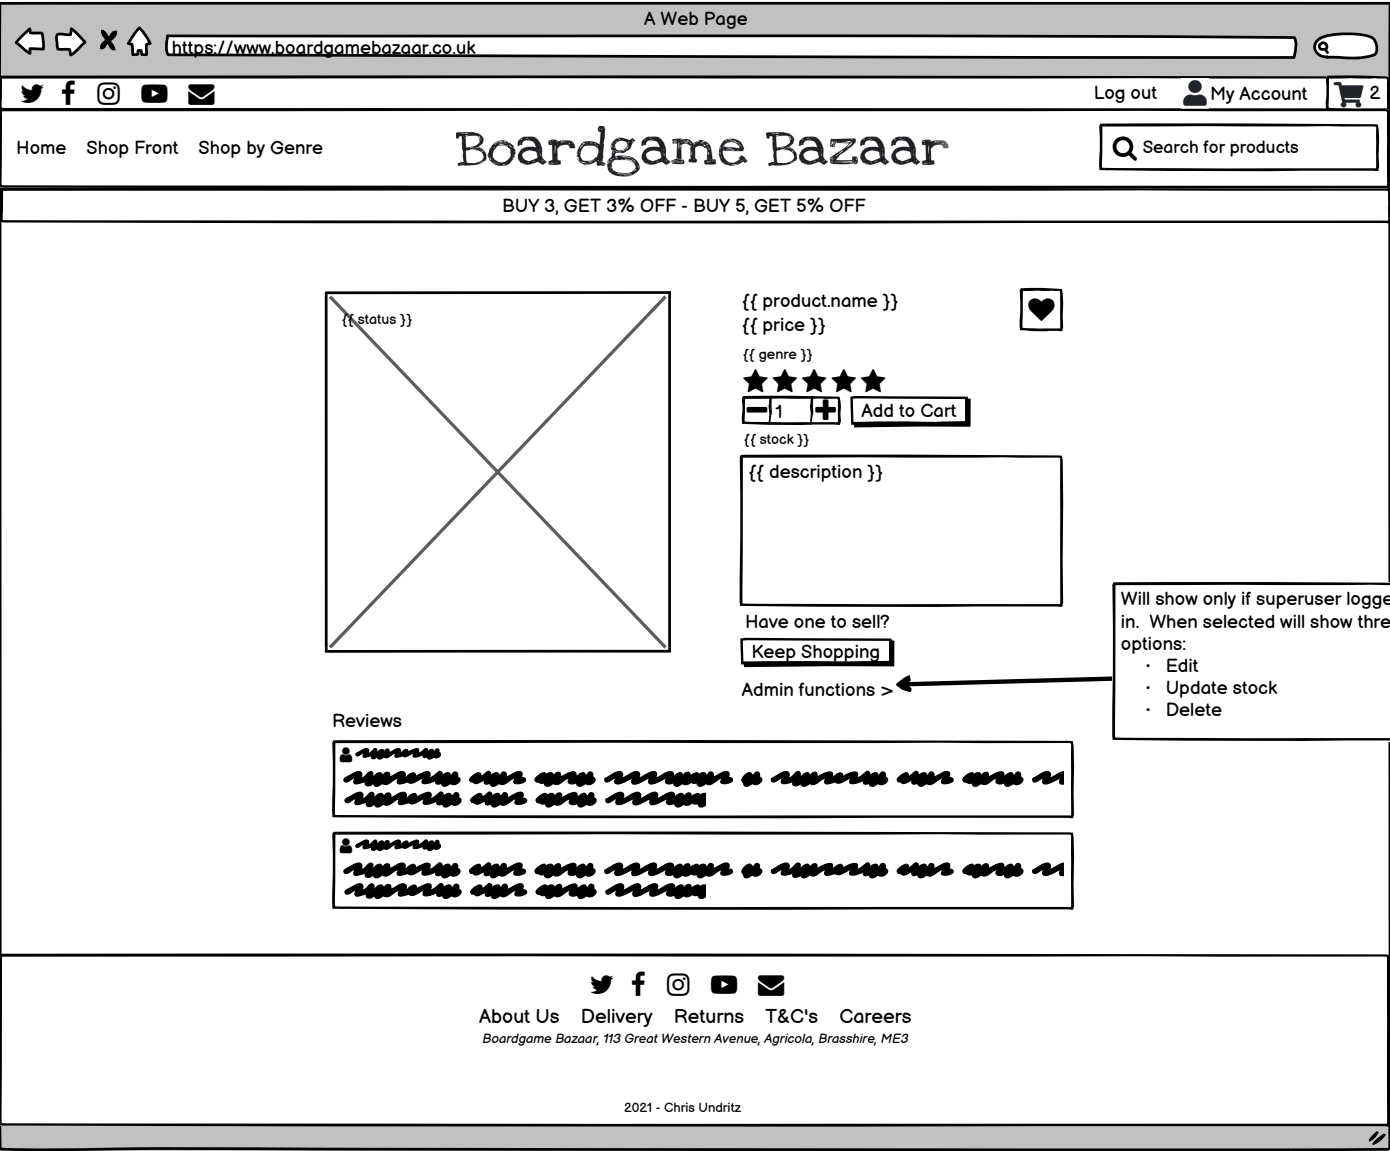 A Web Page
https://www.boardgamebazaar.co.uk
Log out My Account 2
Home Shop Front Shop by Genre
Boardgame Bazaar
Search for products
BUY 3, GET 3% OFF - BUY 5, GET 5% OFF
{{ status }}
{{ product.name }}
{{ price }}
{{ genre }}
1
Add to Cart
{{ stock }}
{{ description }}
Have one to sell?
Keep Shopping
Admin functions >
Will show only if superuser logge
in. When selected will show thre
options:
· Edit
· Update stock
· Delete
Reviews
About Us Delivery Returns T&C's Careers
Boardgame Bazaar, 113 Great Western Avenue, Agricola, Brasshire, ME3
2021 - Chris Undritz